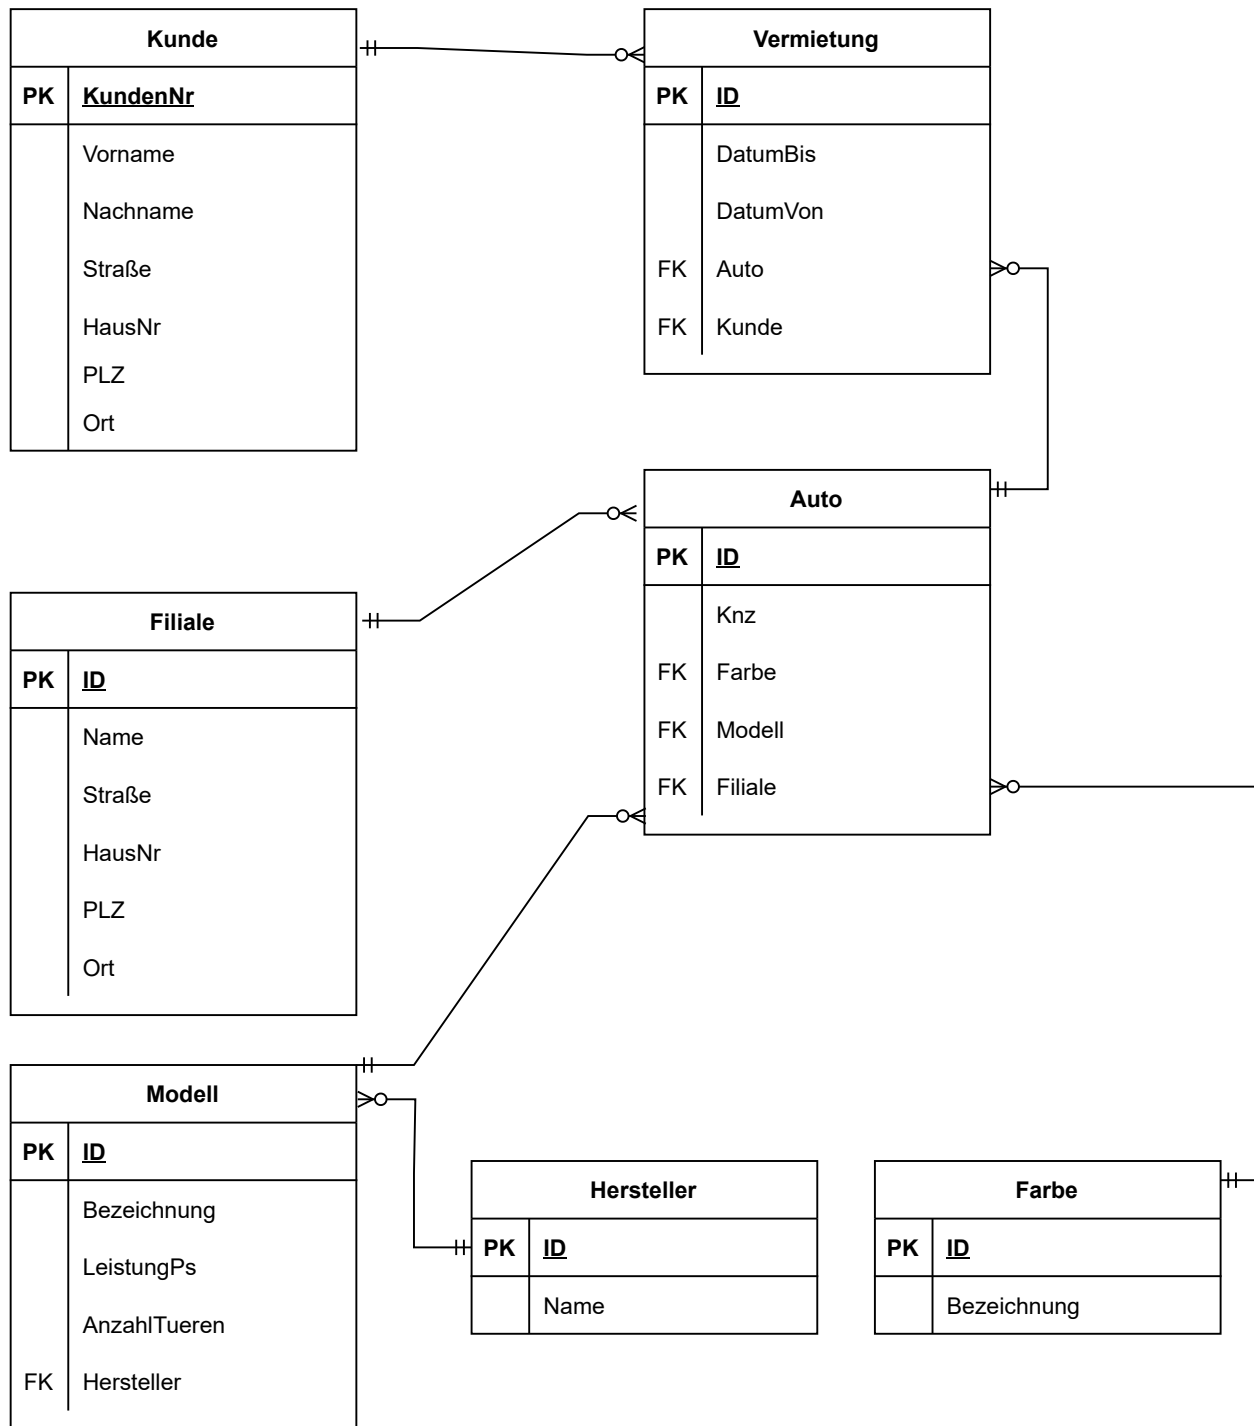 Kunde
PK KundenNr
Vorname
Nachname
Straße
HausNr
PLZ
Ort
Vermietung
PK ID
DatumBis
DatumVon
FK Auto
FK Kunde
Auto
PK ID
Knz
FK Farbe
FK Modell
FK Filiale
Filiale
PK ID
Name
Straße
HausNr
PLZ
Ort
Modell
PK ID
Bezeichnung
LeistungPs
AnzahlTueren
FK Hersteller
Hersteller
PK ID
Name
Farbe
PK ID
Bezeichnung